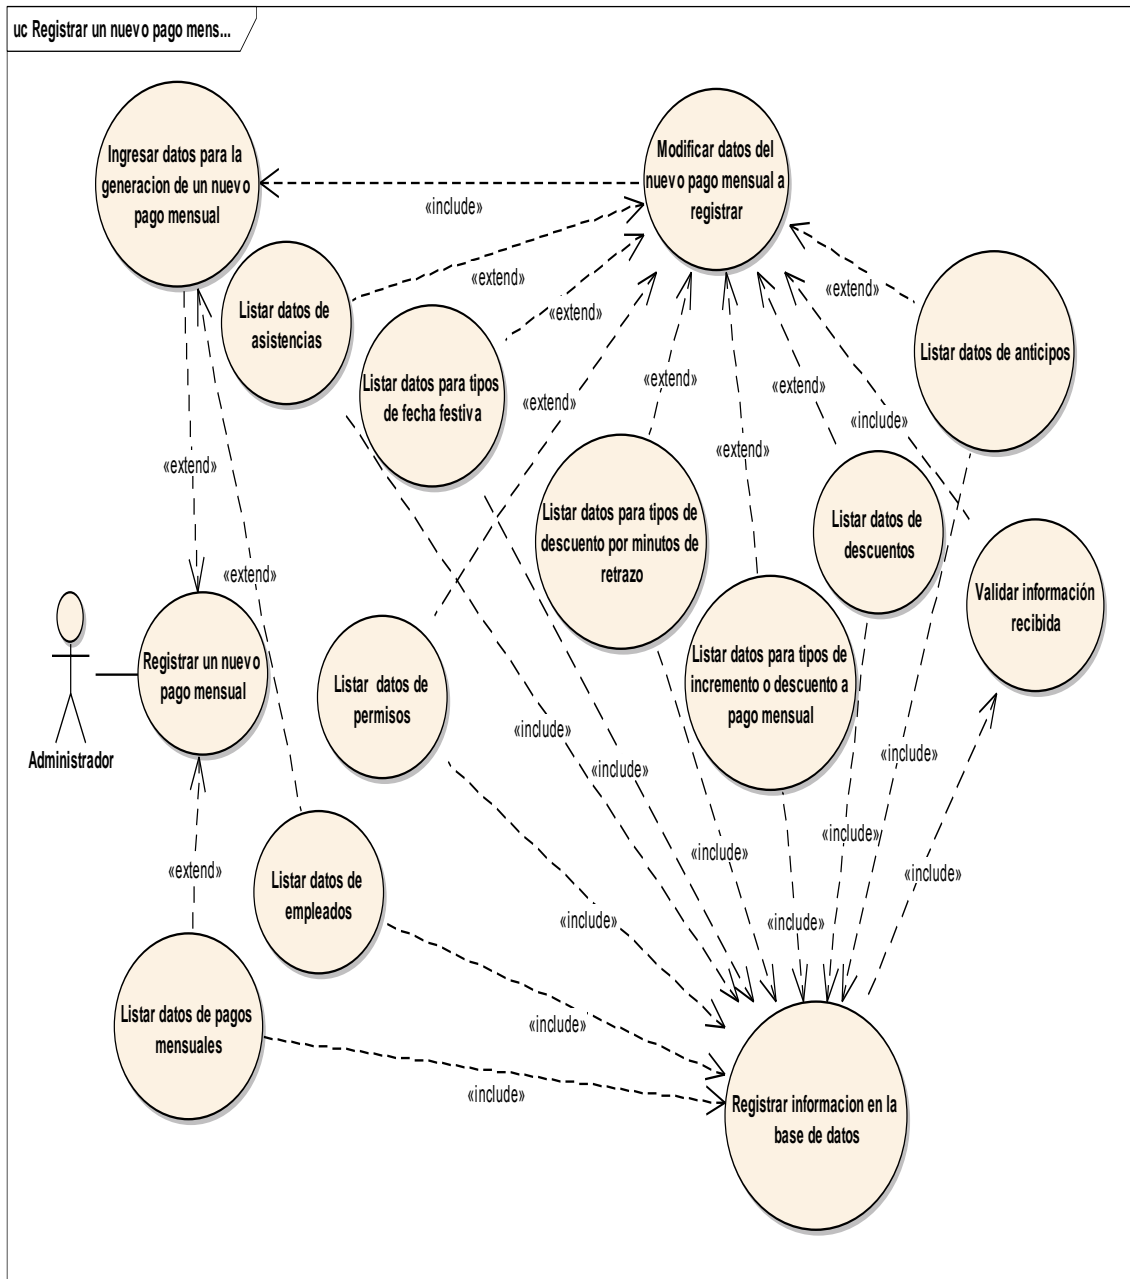 uc Registrar un nuevo pago mens...
Ingresar datos para la
generacion de un nuevo
pago mensual
Modificar datos del
nuevo pago mensual a
registrar
«include»
«extend»
«extend»
«extend»
Listar datos de
asistencias
Listar datos de anticipos
Listar datos para tipos
de fecha festiva
«extend»
«extend»
«extend»
«include»
«extend»
«extend»
«extend»
Listar datos para tipos de
descuento por minutos de
retrazo
Listar datos de
descuentos
Validar información
recibida
Registrar un nuevo
pago mensual
Administrador
Listar datos de
permisos
Listar datos para tipos de
incremento o descuento a
pago mensual
«include»
«include»
«include»
«include»
«include»
«extend»
«include»
Listar datos de
empleados
«include»
«include»
Listar datos de pagos
mensuales
«include»
«include»
Registrar informacion en la
base de datos